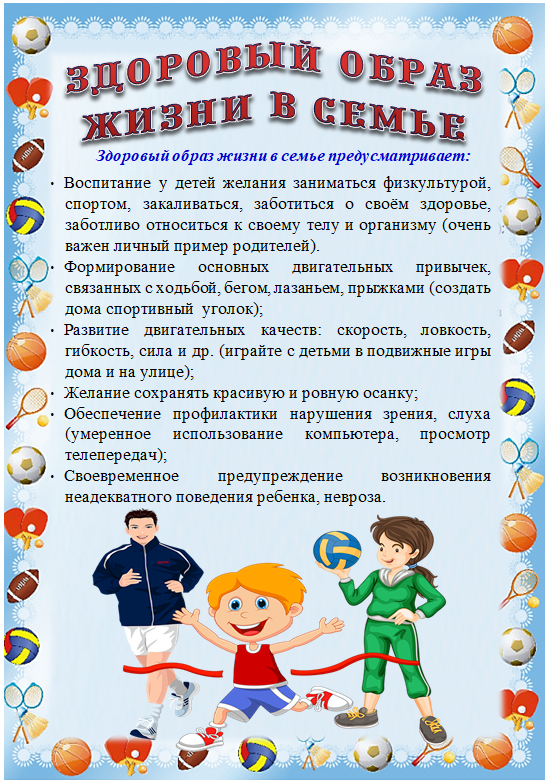 ЗДОРОВЫЙ ОБРАЗ
ЖИЗНИ В СЕМЬЕ
Здоровый образ жизни в семье предусматривает:
• Воспитание у детей желания заниматься физкультурой,
спортом, закаливаться, заботиться о своём здоровье,
заботливо относиться к своему телу и организму (очень
важен личный пример родителей).
• Формирование основных двигательных привычек,
связанных с ходьбой, бегом, лазаньем, прыжками (создать
дома спортивный уголок);
• Развитие двигательных качеств: скорость, ловкость,
гибкость, сила и др. (играйте с детьми в подвижные игры
дома и на улице);
• Желание сохранять красивую и ровную осанку;
• Обеспечение профилактики нарушения зрения, слуха
(умеренное использование компьютера, просмотр
телепередач);
• Своевременное предупреждение возникновения
неадекватного поведения ребенка, невроза.